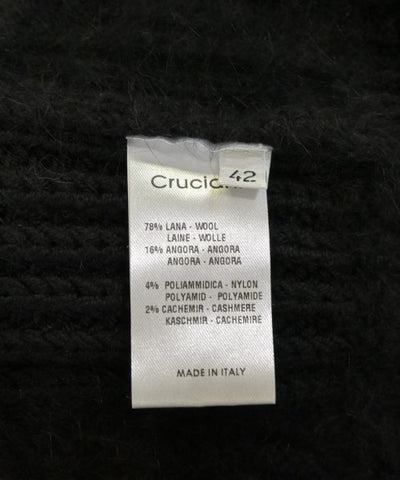 42
78% LANA - WOOL
LAINE - WOLLE
16% ANGORA - ANGORA
ANGORA - ANGORA
4% POLIAMMIDICA - NYLON
POLYAMID - POLYAMIDE
2% CACHEMIR - CASHMERE
KASCHMIR - CACHEMIRE
MADE IN ITALY